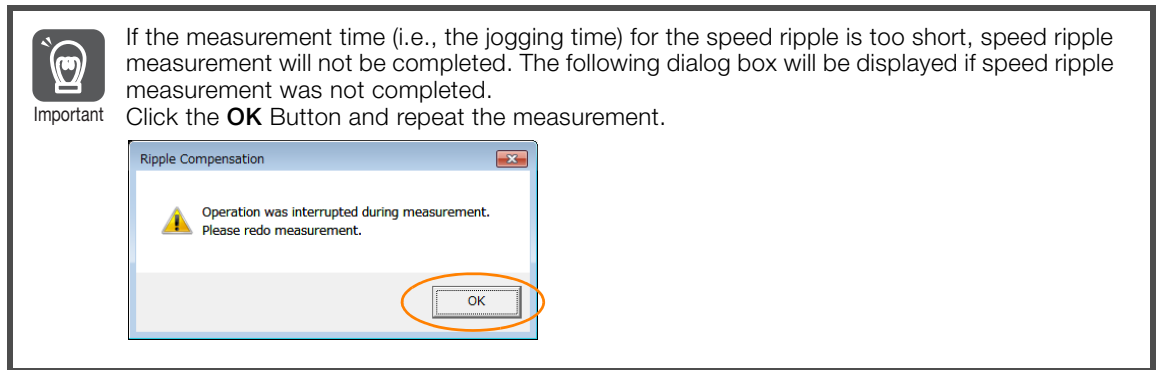 If the measurement time (i.e., the jogging time) for the speed ripple is too short, speed ripple
measurement will not be completed. The following dialog box will be displayed if speed ripple
measurement was not completed.
Important
Click the OK Button and repeat the measurement.
Ripple Compensation
Operation was interrupted during measurement.
Please redo measurement.
OK